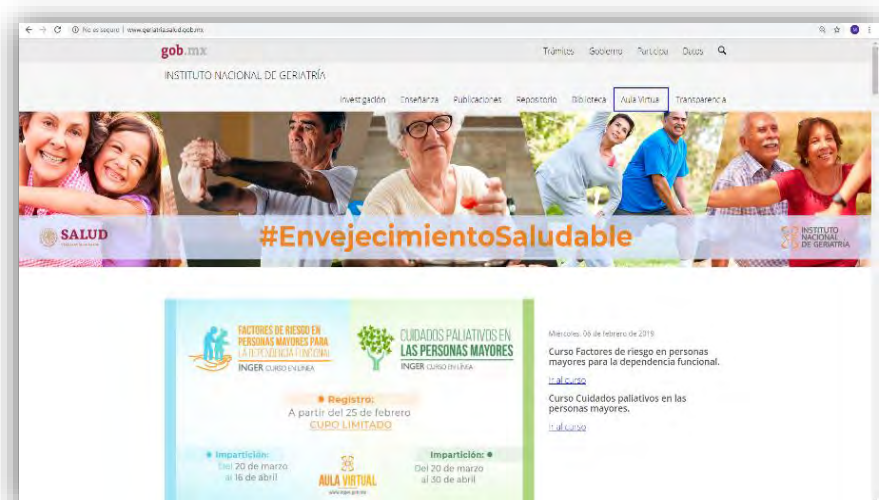 No es seguro | www.geriatria.salud.gob.mx
gob.mx
Trámites Gobierno Participa Datos
INSTITUTO NACIONAL DE GERIATRÍA
Investigación Enseñanza Publicaciones Repositorio Biblioteca Aula Virtual Transparencia
SALUD
#EnvejecimientoSaludable
INSTITUTO
NACIONAL
DE GERIATRÍA
FACTORES DE RIESGO EN
PERSONAS MAYORES PARA
LA DEPENDENCIA FUNCIONAL
INGER CURSO EN LÍNEA
CUIDADOS PALIATIVOS EN
LAS PERSONAS MAYORES
INGER CURSO EN LÍNEA
Registro:
A partir del 25 de febrero
CUPO LIMITADO
Impartición:
Del 20 de marzo
al 16 de abril
AULA VIRTUAL
www.inger.gob.mx
Impartición:
Del 20 de marzo
al 30 de abril
Miércoles, 06 de febrero de 2019
Curso Factores de riesgo en personas
mayores para la dependencia funcional.
Ir al curso
Curso Cuidados paliativos en las
personas mayores.
Ir al curso